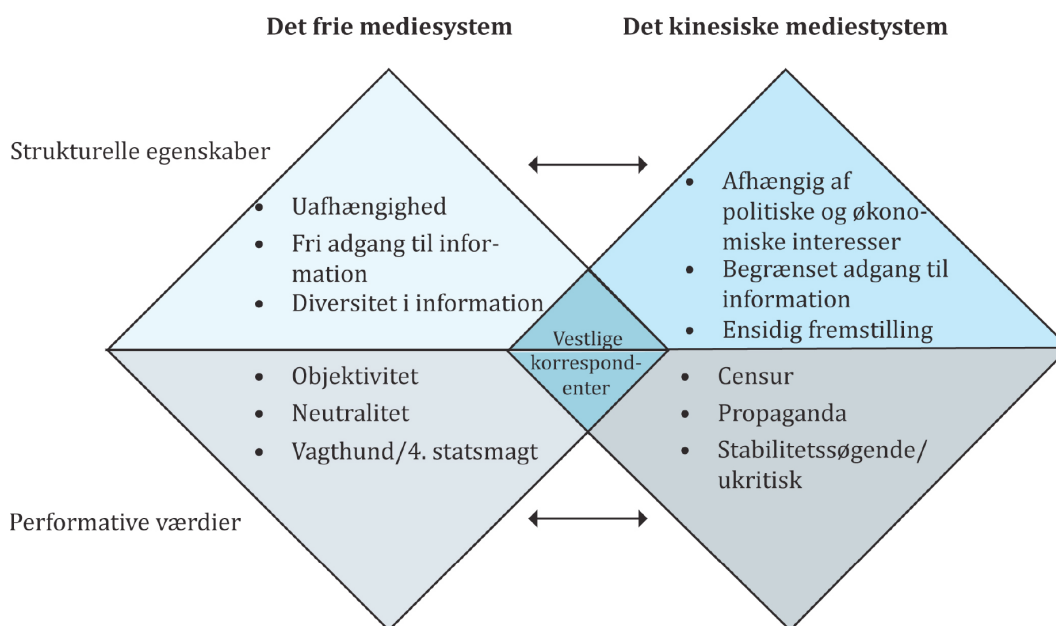 Det frie mediesystem
Det kinesiske mediestystem
Strukturelle egenskaber
• Uafhængighed
• Fri adgang til infor-
mation
• Diversitet i information
• Afhængig af
politiske og økono-
miske interesser
• Begrænset adgang til
information
• Ensidig fremstilling
Vestlige
korrespond-
enter
• Objektivitet
• Neutralitet
• Vagthund/4. statsmagt
• Censur
• Propaganda
• Stabilitetssøgende/
ukritisk
Performative værdier